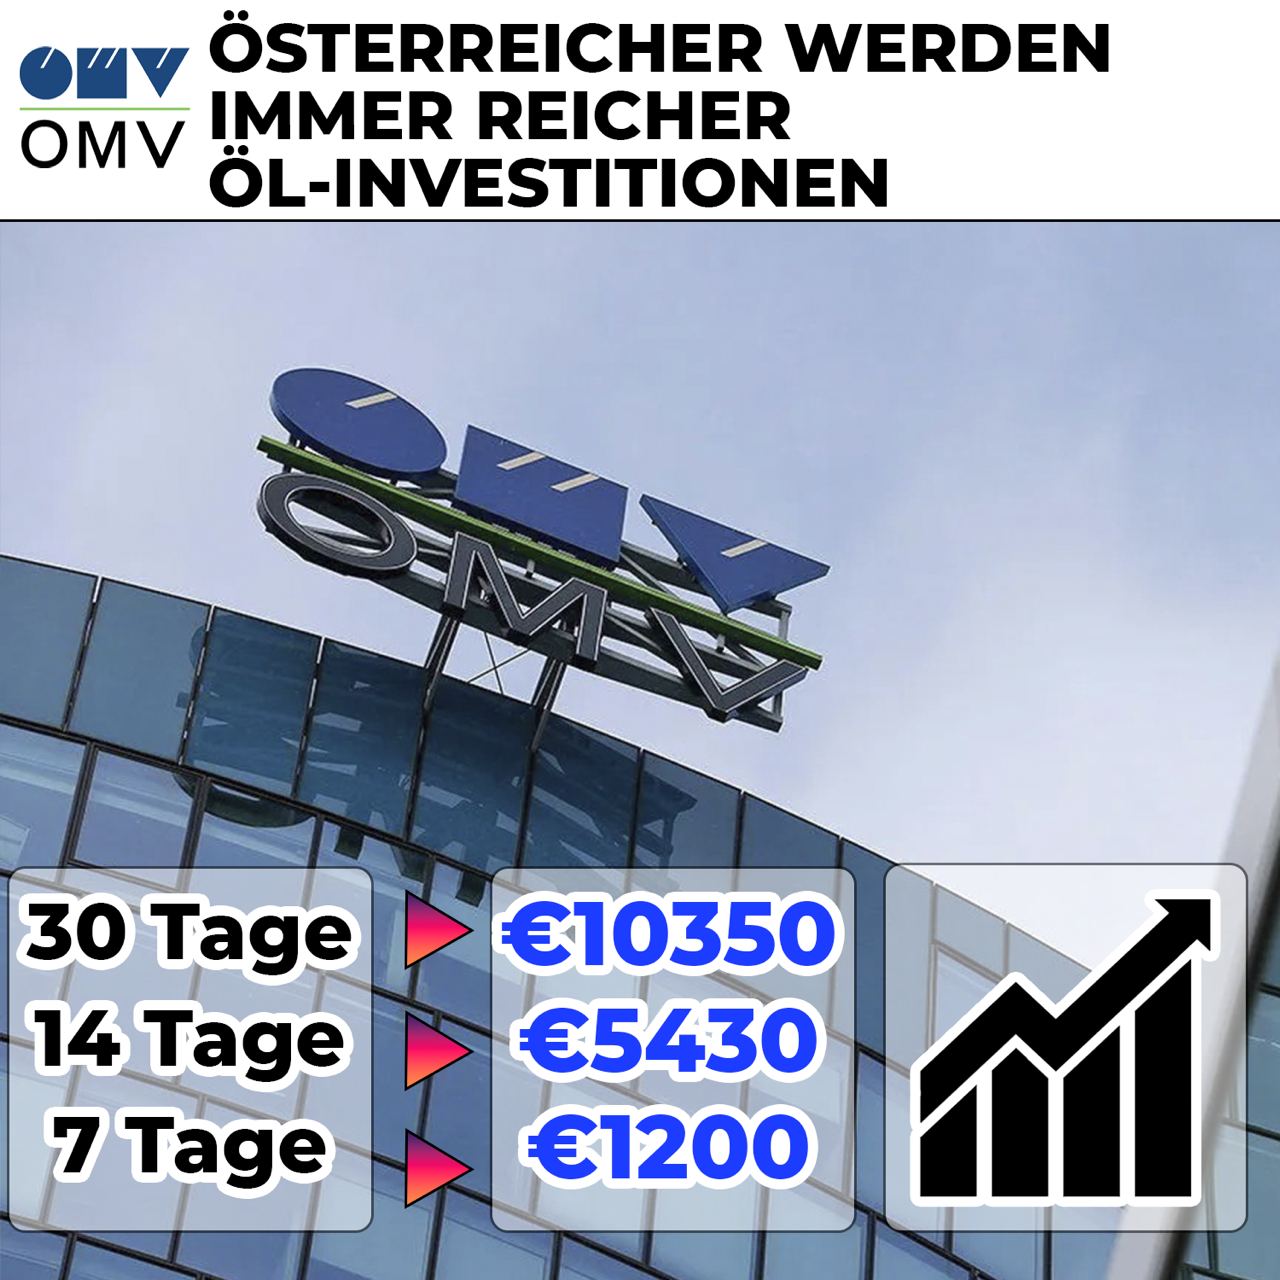 OMV
ÖSTERREICHER WERDEN
IMMER REICHER
ÖL-INVESTITIONEN
OMV
30 Tage €10350
14 Tage €5430
7 Tage €1200